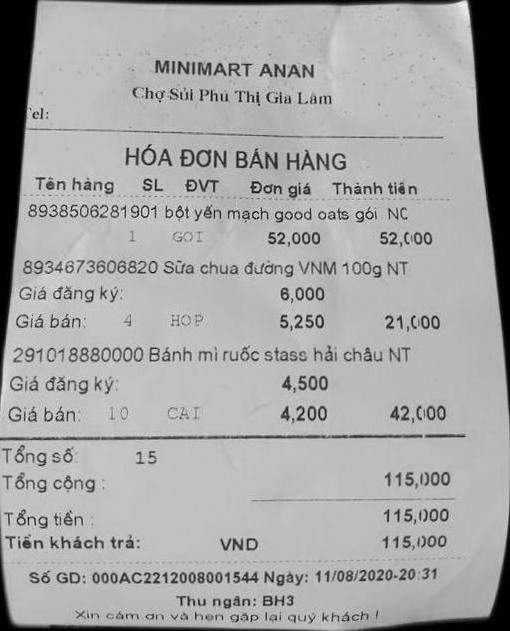 MINIMART ANAN
Chợ Sủi Phú Thị Gia Lâm
Tel:
HÓA ĐƠN BÁN HÀNG
Tên hàng SL ĐVT Đơn giá Thành tiền
8938506281901 bột yến mạch good oats gói NC
1 GOI 52,000 52,000
8934673606820 Sữa chua đường VNM 100g NT
Giá đăng ký: 6,000
Giá bán: 4 HOP 5,250 21,000
291018880000 Bánh mì ruốc stass hải châu NT
Giá đăng ký: 4,500
Giá bán: 10 CAI 4,200 42,000
Tổng số: 15
Tổng cộng : 115,000
Tổng tiền : 115,000
Tiền khách trả: VND 115,000
Số GD: 000AC2212008001544 Ngày: 11/08/2020-20:31
Thu ngân: BH3
Xin cảm ơn và hẹn gặp lại quý khách !